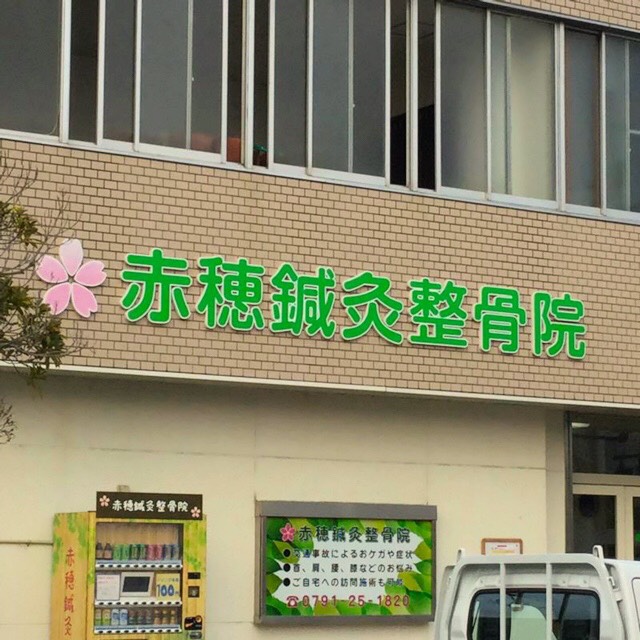 赤穂鍼灸整骨院
赤穂鍼灸整骨院
赤穂鍼灸
100
赤穂鍼灸整骨院
●交通事故によるおケガや症状
●首、肩、腰、膝などのお悩み
●ご自宅への訪問施術も可能
☎0791-25-1820